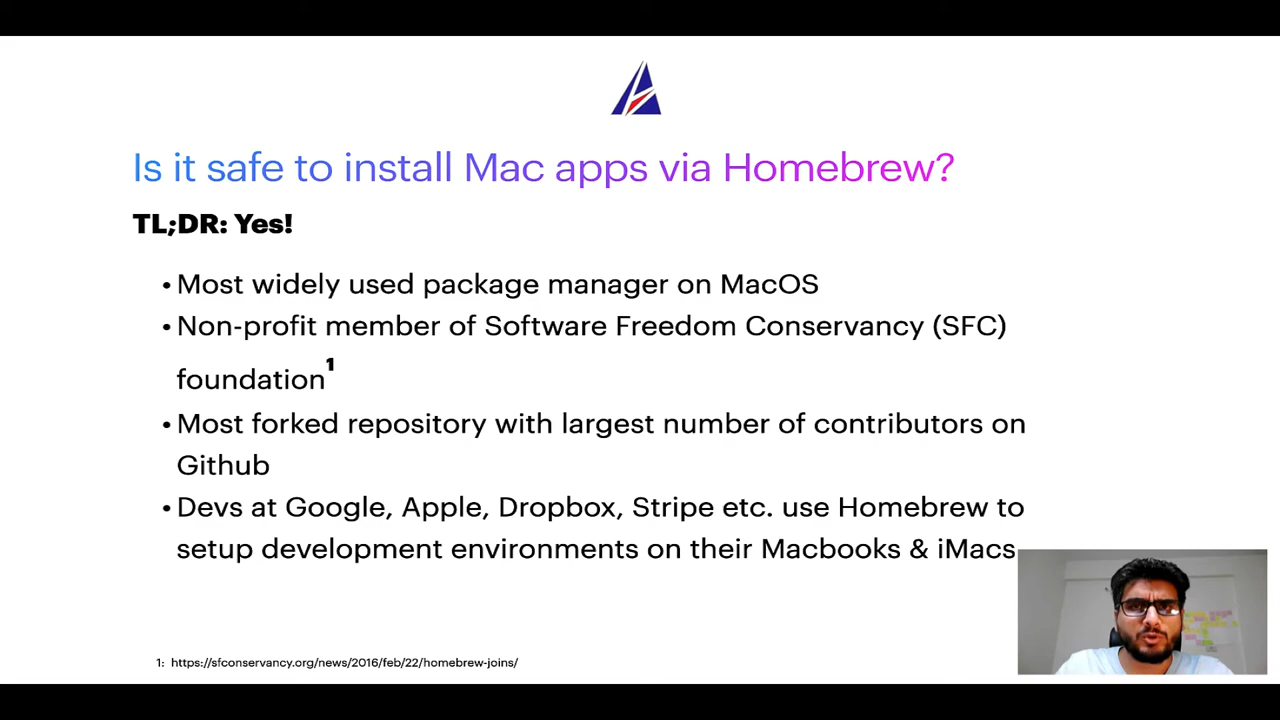 Is it safe to install Mac apps via Homebrew?
TL;DR: Yes!
• Most widely used package manager on MacOS
• Non-profit member of Software Freedom Conservancy (SFC)
foundation¹
• Most forked repository with largest number of contributors on
Github
• Devs at Google, Apple, Dropbox, Stripe etc. use Homebrew to
setup development environments on their Macbooks & iMacs
1: https://sfconservancy.org/news/2016/feb/22/homebrew-joins/